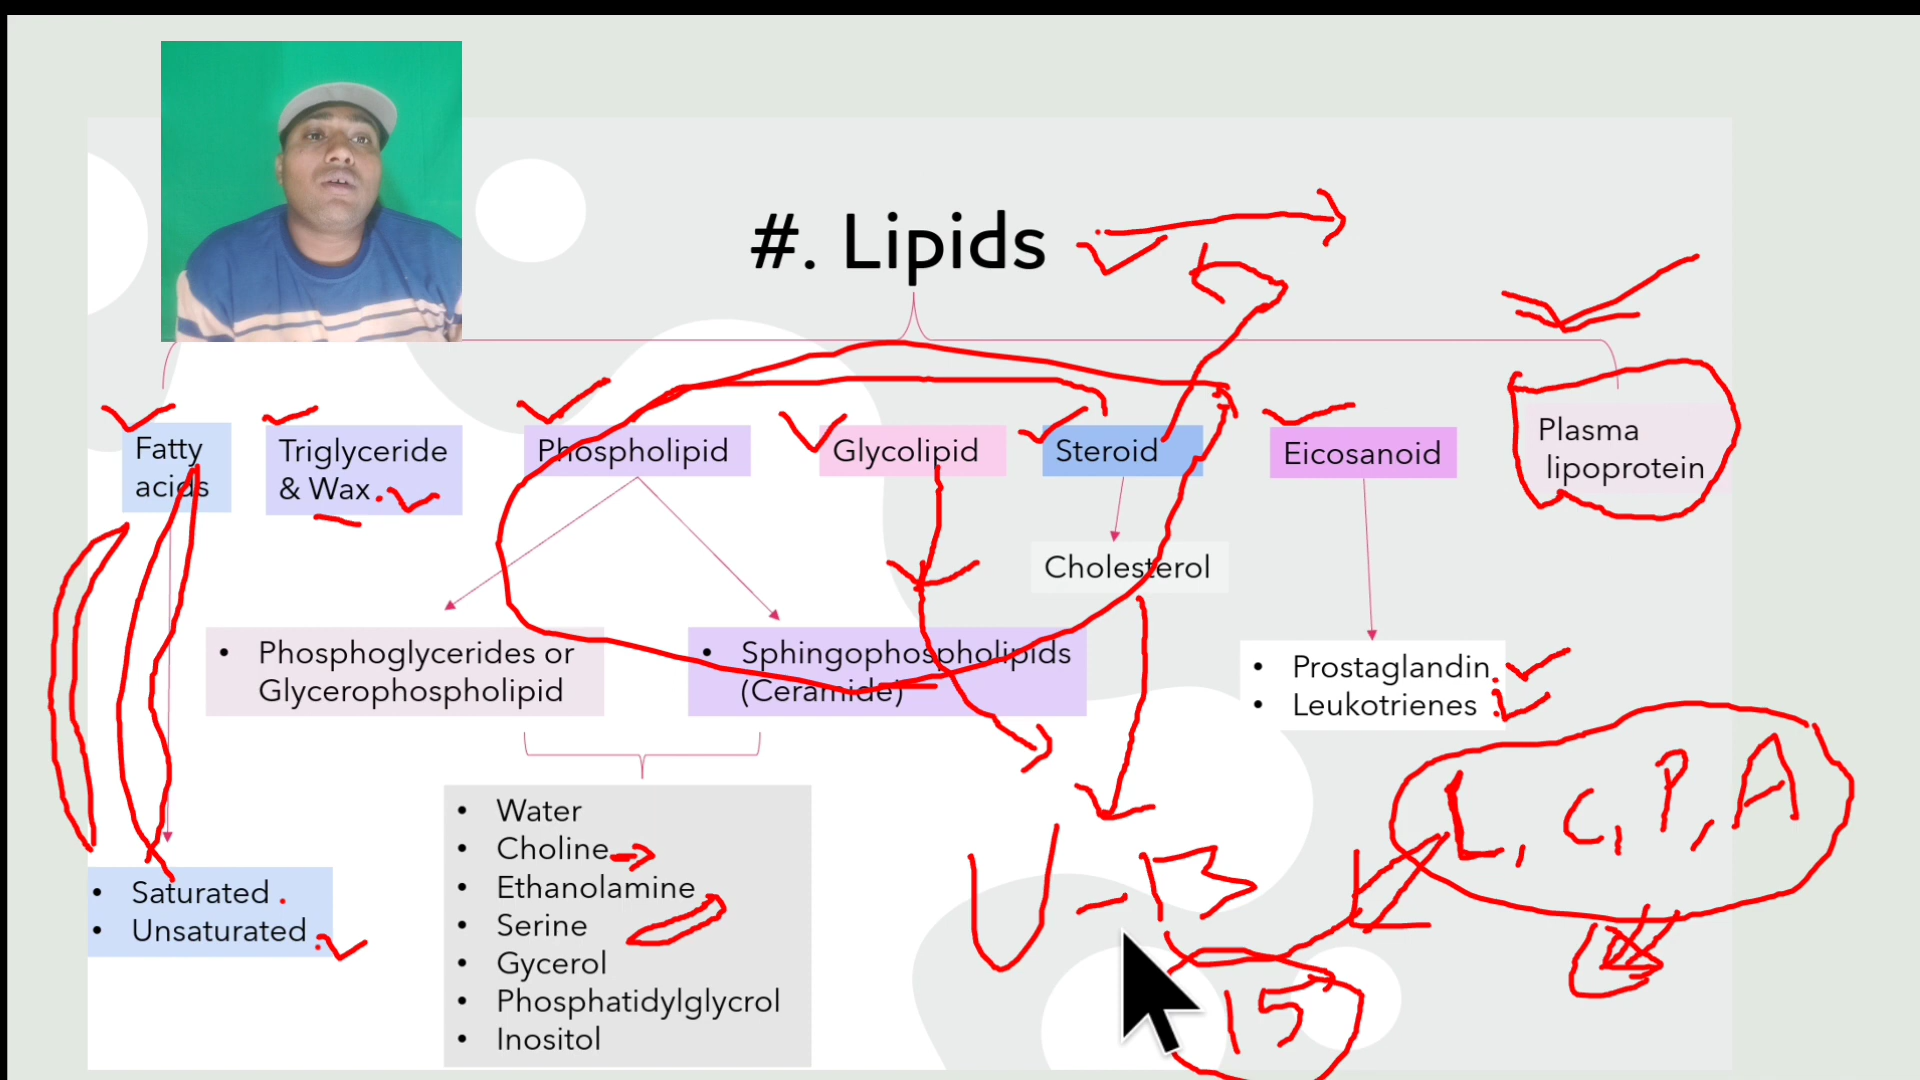 #. Lipids
Fatty
acids
Triglyceride
& Wax.
Phospholipid
Glycolipid
Steroid
Eicosanoid
Plasma
lipoprotein
Cholesterol
• Phosphoglycerides or
Glycerophospholipid
• Sphingophospholipids
(Ceramide)
• Prostaglandin
• Leukotrienes
• Water
• Choline
• Ethanolamine
• Serine
• Gycerol
• Phosphatidylglycrol
• Inositol
• Saturated
• Unsaturated
L, C, P, A
15